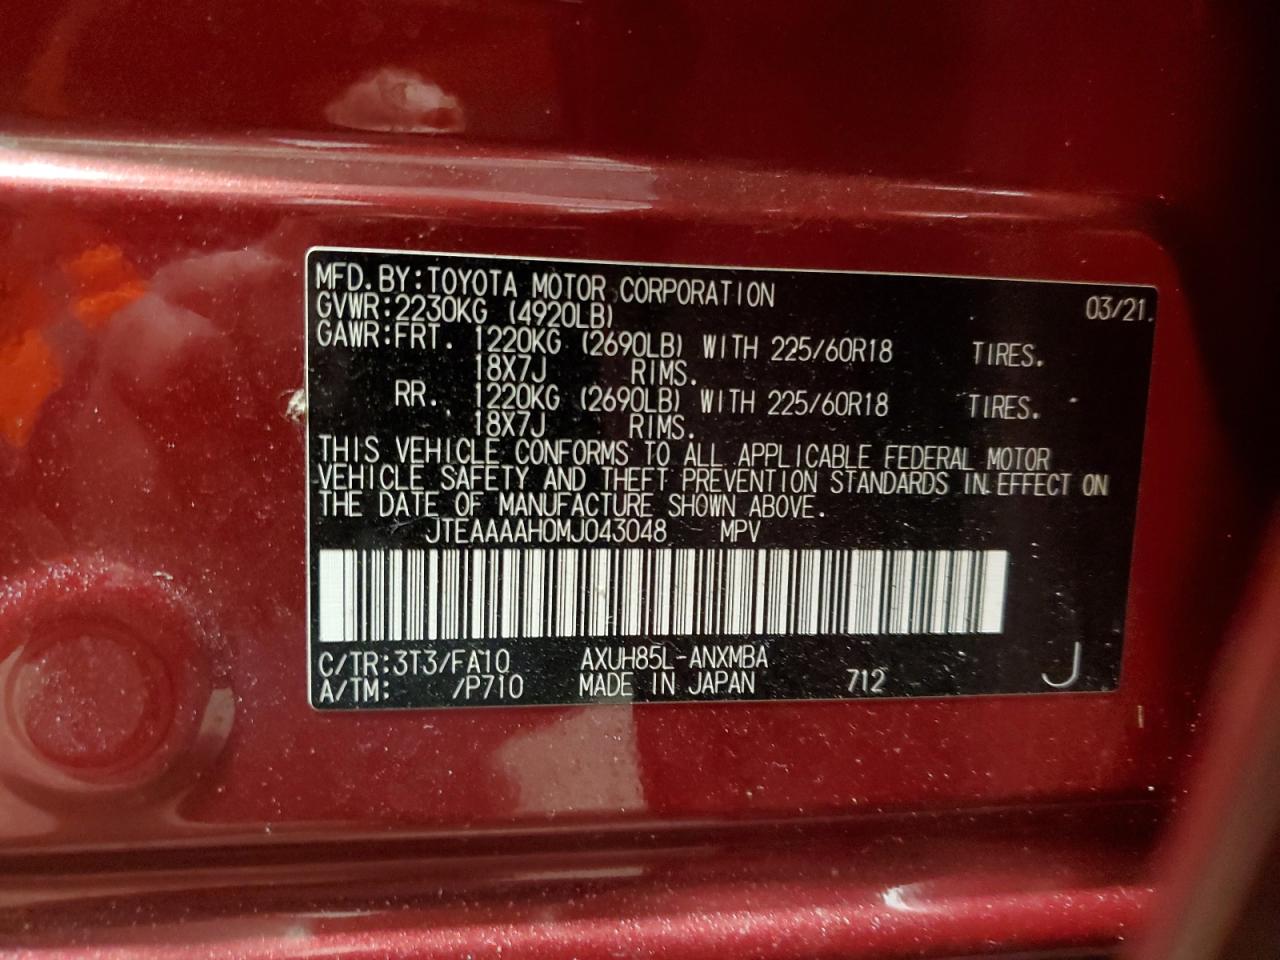 MFD.BY:TOYOTA MOTOR CORPORATION 03/21
GVWR:2230KG (4920LB)
GAWR:FRT. 1220KG (2690LB) WITH 225/60R18 TIRES.
18X7J RIMS.
RR. 1220KG (2690LB) WITH 225/60R18 TIRES.
18X7J RIMS.
THIS VEHICLE CONFORMS TO ALL APPLICABLE FEDERAL MOTOR
VEHICLE SAFETY AND THEFT PREVENTION STANDARDS IN EFFECT ON
THE DATE OF MANUFACTURE SHOWN ABOVE.
JTEAAAAH0MJ043048 MPV
C/TR:3T3/FA10 AXUH85L-ANXMBA
A/TM: /P710 MADE IN JAPAN 712 J